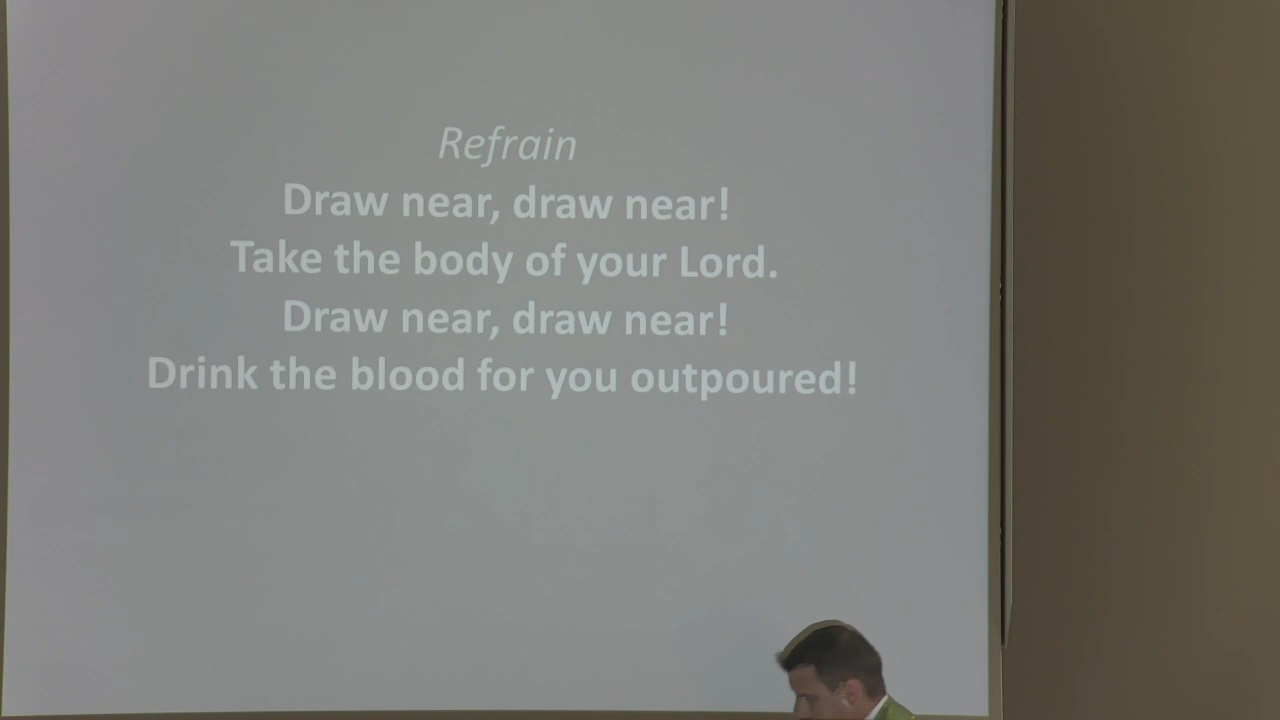 Refrain
Draw near, draw near!
Take the body of your Lord.
Draw near, draw near!
Drink the blood for you outpoured!